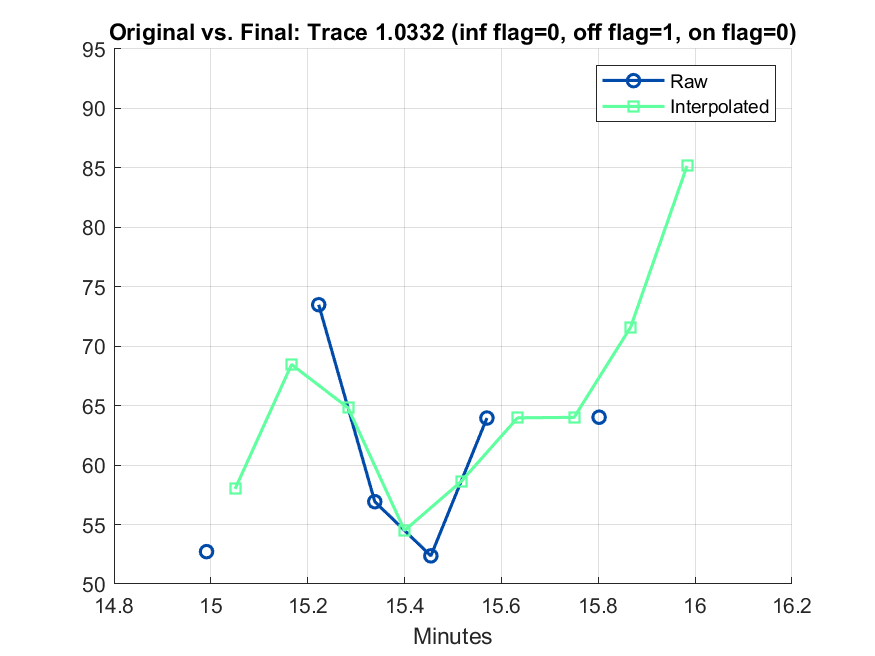 Original vs. Final: Trace 1.0332 (inf flag=0, off flag=1, on flag=0)
95
90
85
80
75
70
65
60
55
50
Raw
Interpolated
14.8 15 15.2 15.4 15.6 15.8 16 16.2
Minutes